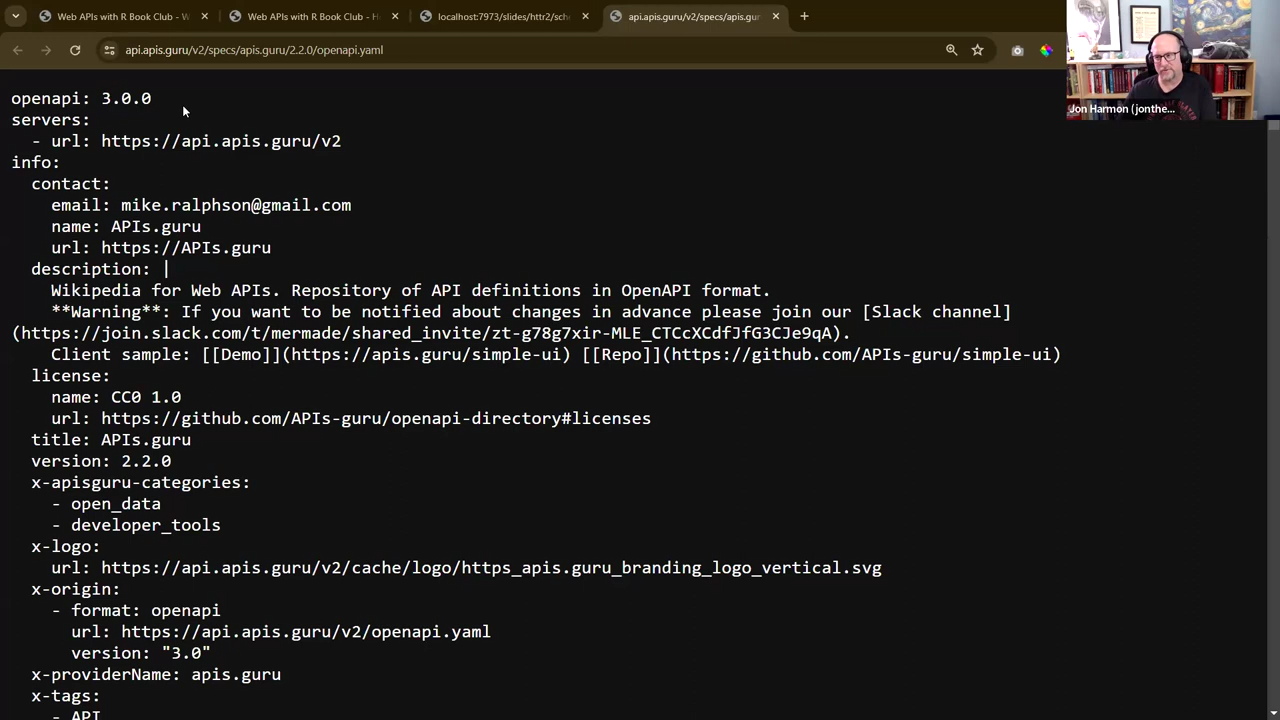 Web APIs with R Book Club - W
Web APIs with R Book Club - H
localhost:7973/slides/httr2/sche
api.apis.guru/v2/specs/apis.gur
api.apis.guru/v2/specs/apis.guru/2.2.0/openapi.yaml
Jon Harmon (jonthe...
openapi: 3.0.0
servers:
- url: https://api.apis.guru/v2
info:
contact:
email: mike.ralphson@gmail.com
name: APIs.guru
url: https://APIs.guru
description: |
Wikipedia for Web APIs. Repository of API definitions in OpenAPI format.
**Warning**: If you want to be notified about changes in advance please join our [Slack channel]
(https://join.slack.com/t/mermade/shared_invite/zt-g78g7xir-MLE_CTCcXCdfJfG3CJe9qA).
Client sample: [[Demo]](https://apis.guru/simple-ui) [[Repo]](https://github.com/APIs-guru/simple-ui)
license:
name: CC0 1.0
url: https://github.com/APIs-guru/openapi-directory#licenses
title: APIs.guru
version: 2.2.0
x-apisguru-categories:
- open_data
- developer_tools
x-logo:
url: https://api.apis.guru/v2/cache/logo/https_apis.guru_branding_logo_vertical.svg
x-origin:
- format: openapi
url: https://api.apis.guru/v2/openapi.yaml
version: "3.0"
x-providerName: apis.guru
x-tags:
- API